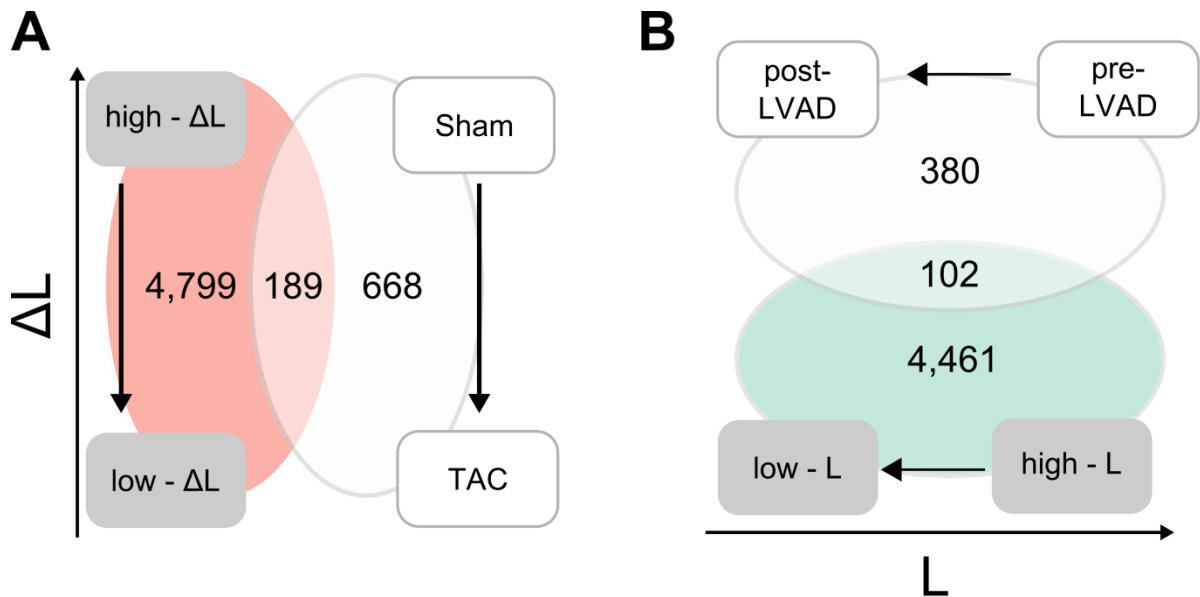 A
high - ΔL
Sham
4,799
189
668
ΔL
low - ΔL
TAC
B
post-
LVAD
pre-
LVAD
380
102
4,461
low - L
high - L
L